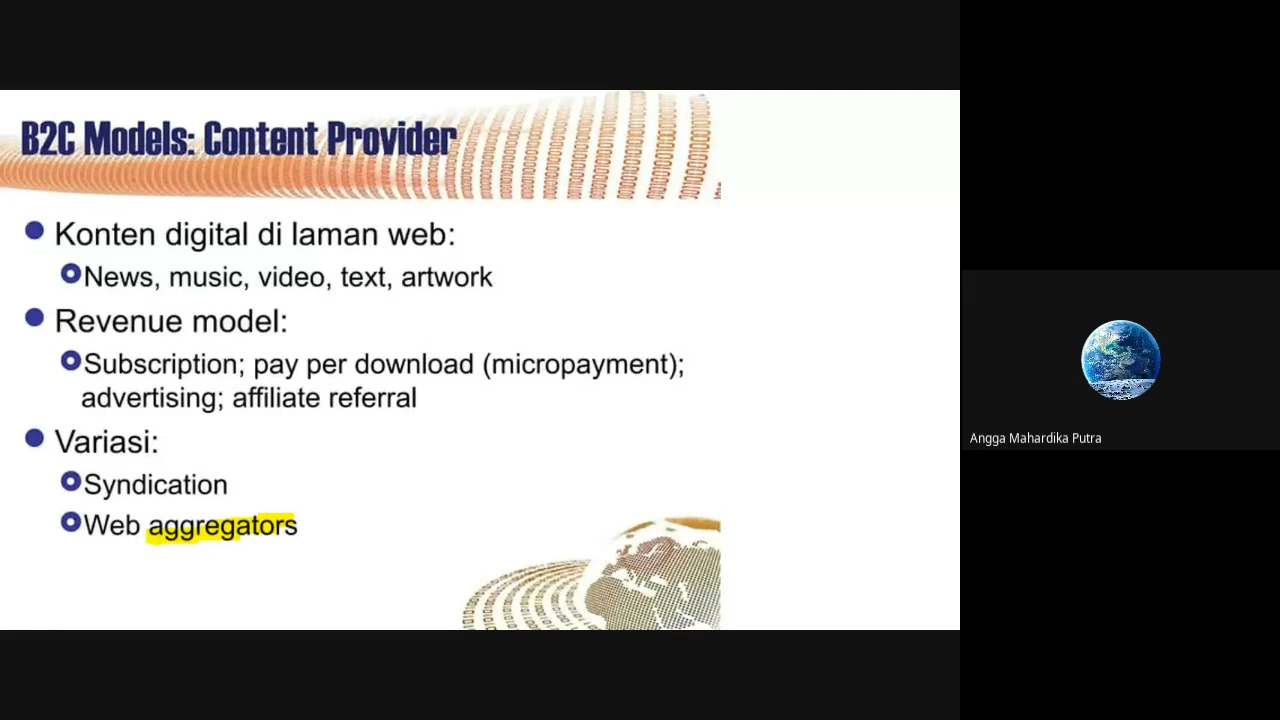 B2C Models: Content Provider
Konten digital di laman web:
News, music, video, text, artwork
Revenue model:
Subscription; pay per download (micropayment);
advertising; affiliate referral
Variasi:
Syndication
Web aggregators
Angga Mahardika Putra